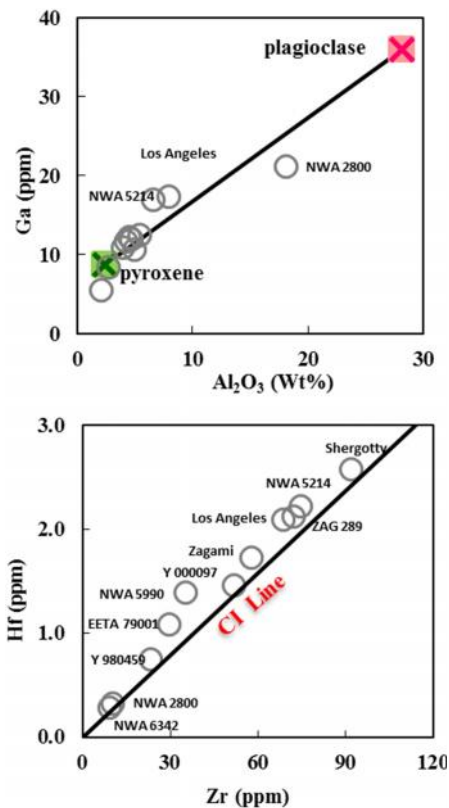 40
plagioclase
30
Ga (ppm)
Los Angeles
20
NWA 5214
NWA 2800
10
pyroxene
0
0 10 20 30
Al₂O₃ (Wt%)
3.0
Shergotty
NWA 5214
Los Angeles
2.0
ZAG 289
Zagami
Y 000097
Hf (ppm)
NWA 5990
CI Line
EETA 79001
1.0
Y 980459
NWA 2800
NWA 6342
0.0
0 30 60 90 120
Zr (ppm)